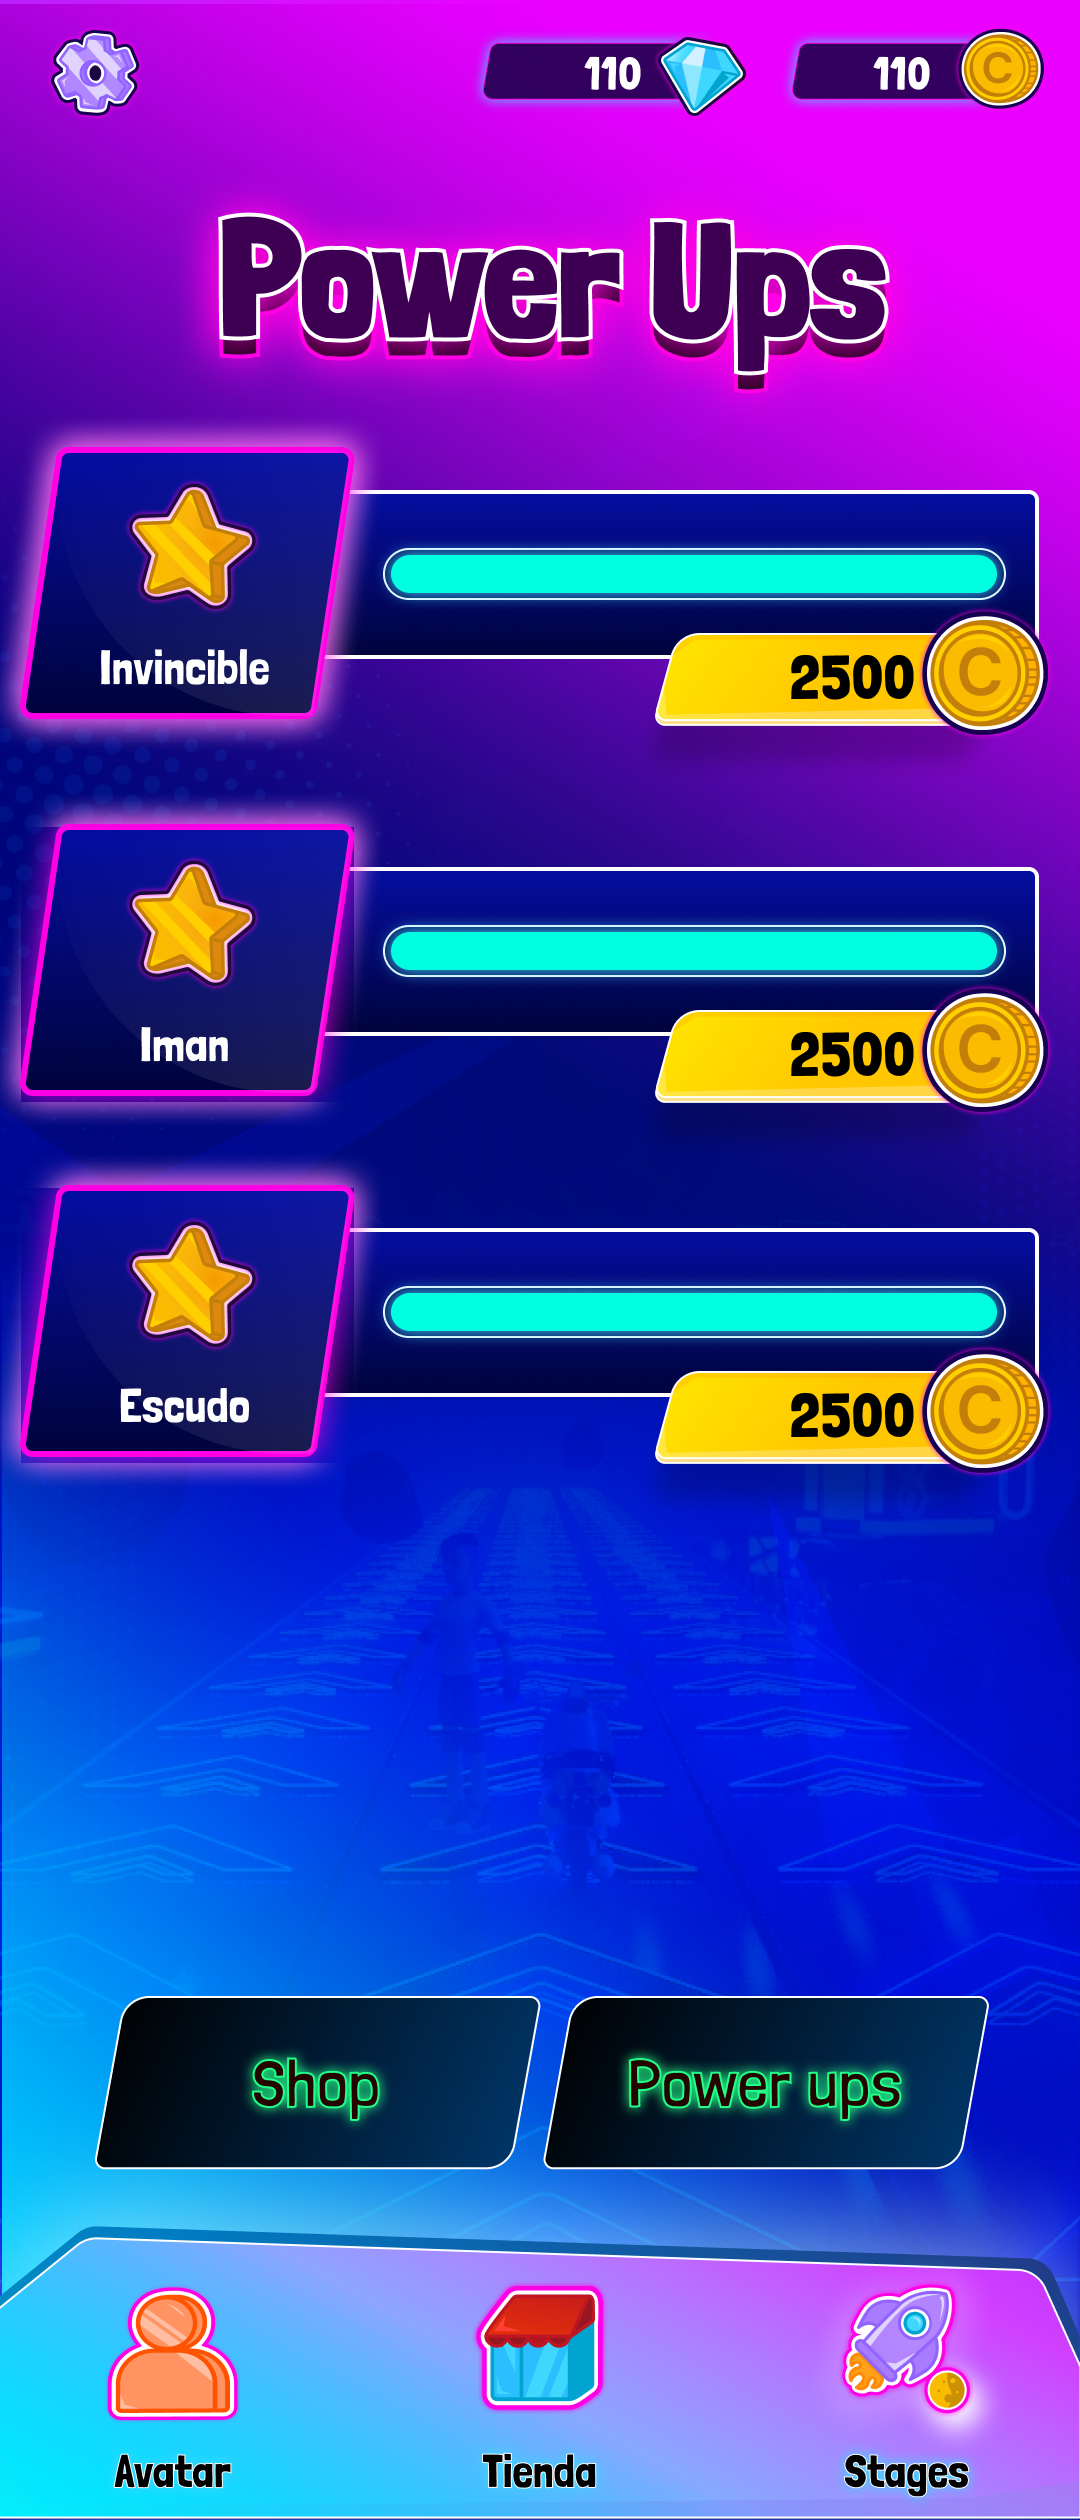 110 110 C
Power Ups
Invincible
2500 C
Iman
2500 C
Escudo
2500 C
Shop Power ups
Avatar Tienda Stages